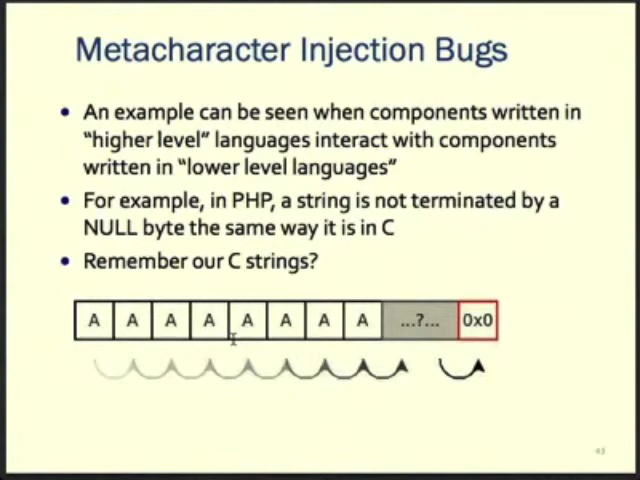 Metacharacter Injection Bugs
• An example can be seen when components written in
“higher level” languages interact with components
written in “lower level languages”
• For example, in PHP, a string is not terminated by a
NULL byte the same way it is in C
• Remember our C strings?
A A A A A A A A ...?... 0x0
43